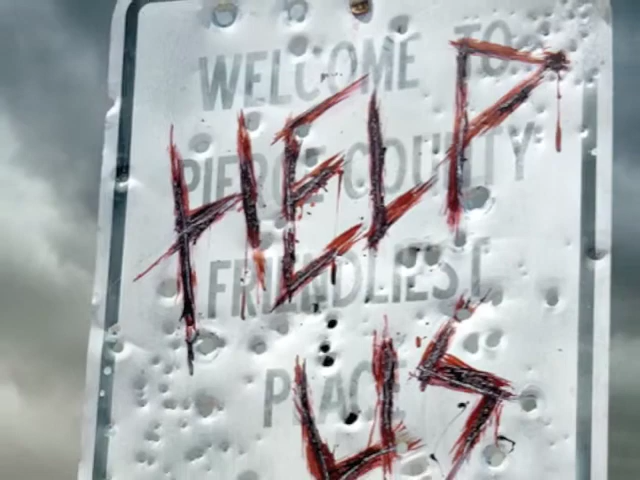 WELCOME TO
PIERCE COUNTY
FRIENDLIEST
PLACE
HELP
US